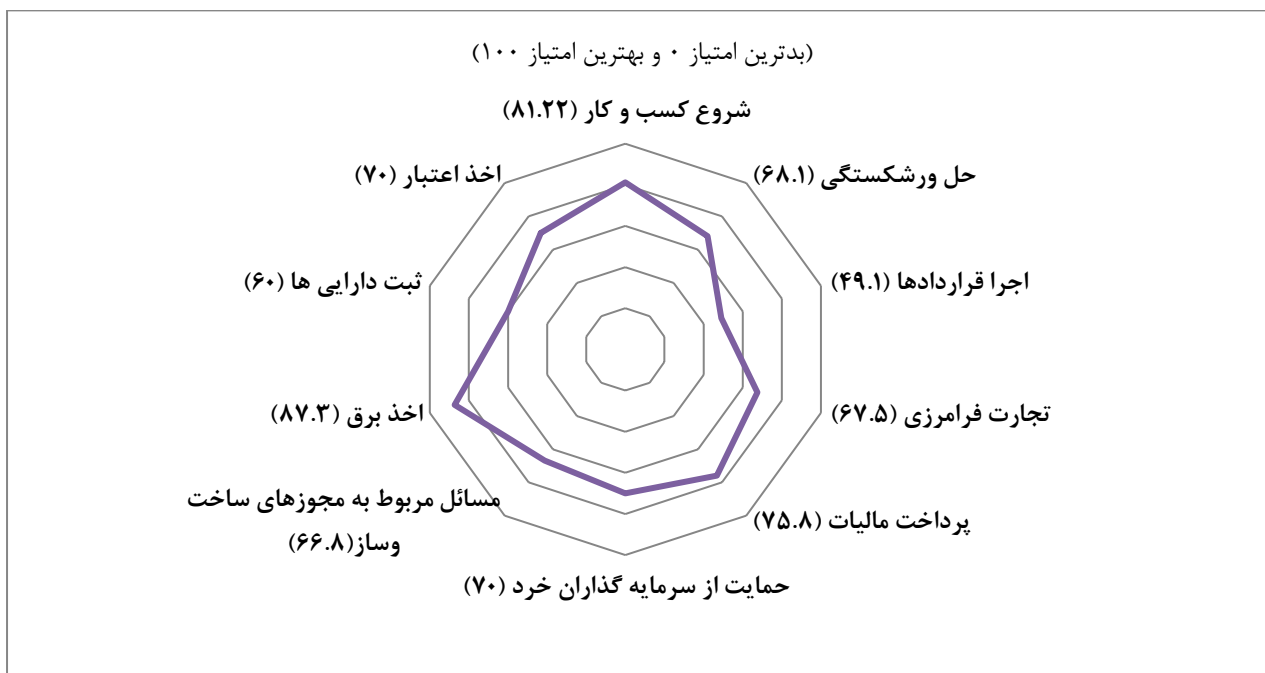 (بدترین امتیاز ۰ و بهترین امتیاز ۱۰۰)
شروع کسب و کار (۸۱.۲۲)
حل ورشکستگی (۶۸.۱)
اجرا قراردادها (۴۹.۱)
تجارت فرامرزی (۶۷.۵)
پرداخت مالیات (۷۵.۸)
حمایت از سرمایه گذاران خرد (۷۰)
مسائل مربوط به مجوزهای ساخت
وساز(۶۶.۸)
اخذ برق (۸۷.۳)
ثبت دارایی ها (۶۰)
اخذ اعتبار (۷۰)